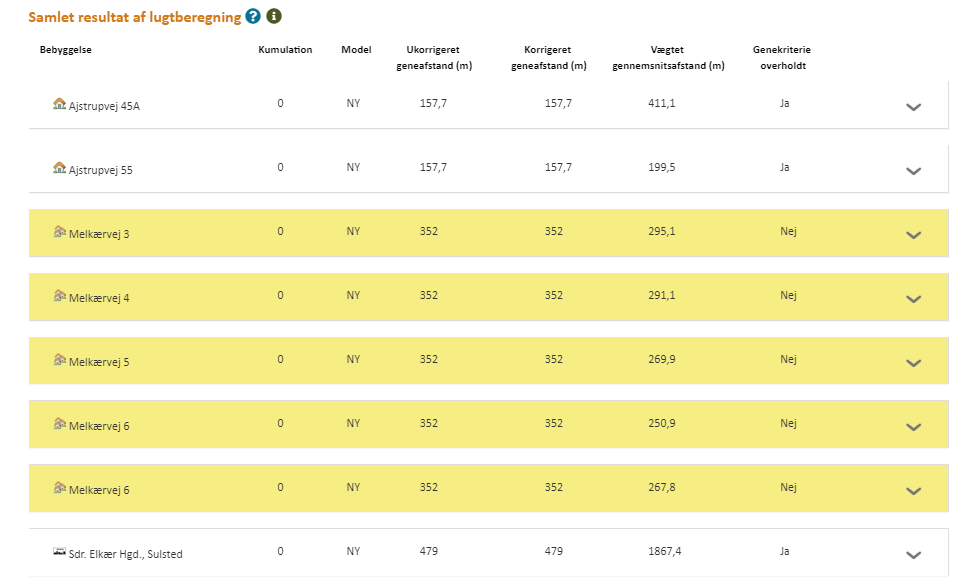 Samlet resultat af lugtberegning ? i
Bebyggelse Kumulation Model Ukorrigeret geneafstand (m) Korrigeret geneafstand (m) Vægtet gennemsnitsafstand (m) Genekriterie overholdt
Ajstrupvej 45A 0 NY 157,7 157,7 411,1 Ja
Ajstrupvej 55 0 NY 157,7 157,7 199,5 Ja
Melkærvej 3 0 NY 352 352 295,1 Nej
Melkærvej 4 0 NY 352 352 291,1 Nej
Melkærvej 5 0 NY 352 352 269,9 Nej
Melkærvej 6 0 NY 352 352 250,9 Nej
Melkærvej 6 0 NY 352 352 267,8 Nej
Sdr. Elkær Hgd., Sulsted 0 NY 479 479 1867,4 Ja